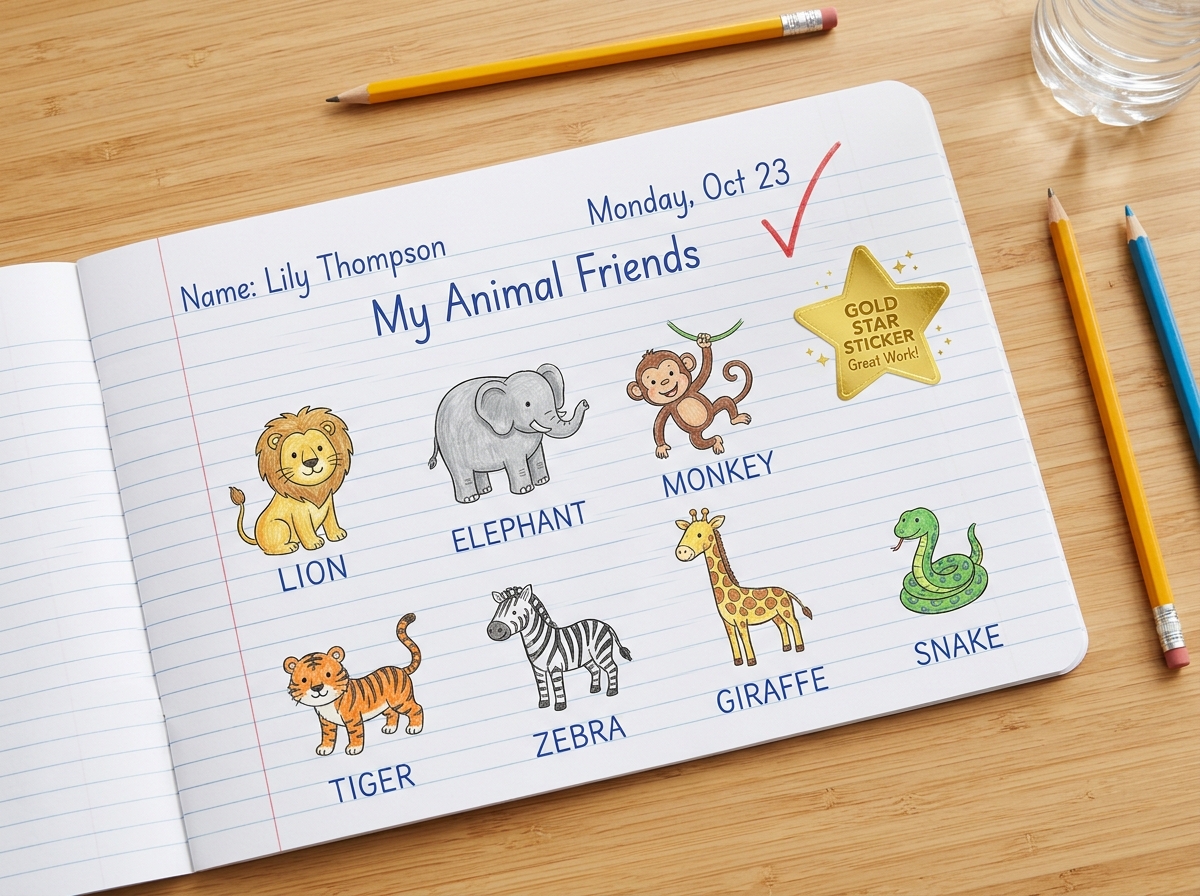 Monday, Oct 23
Name: Lily Thompson
My Animal Friends
GOLD
STAR
STICKER
Great Work!
LION
ELEPHANT
MONKEY
TIGER
ZEBRA
GIRAFFE
SNAKE